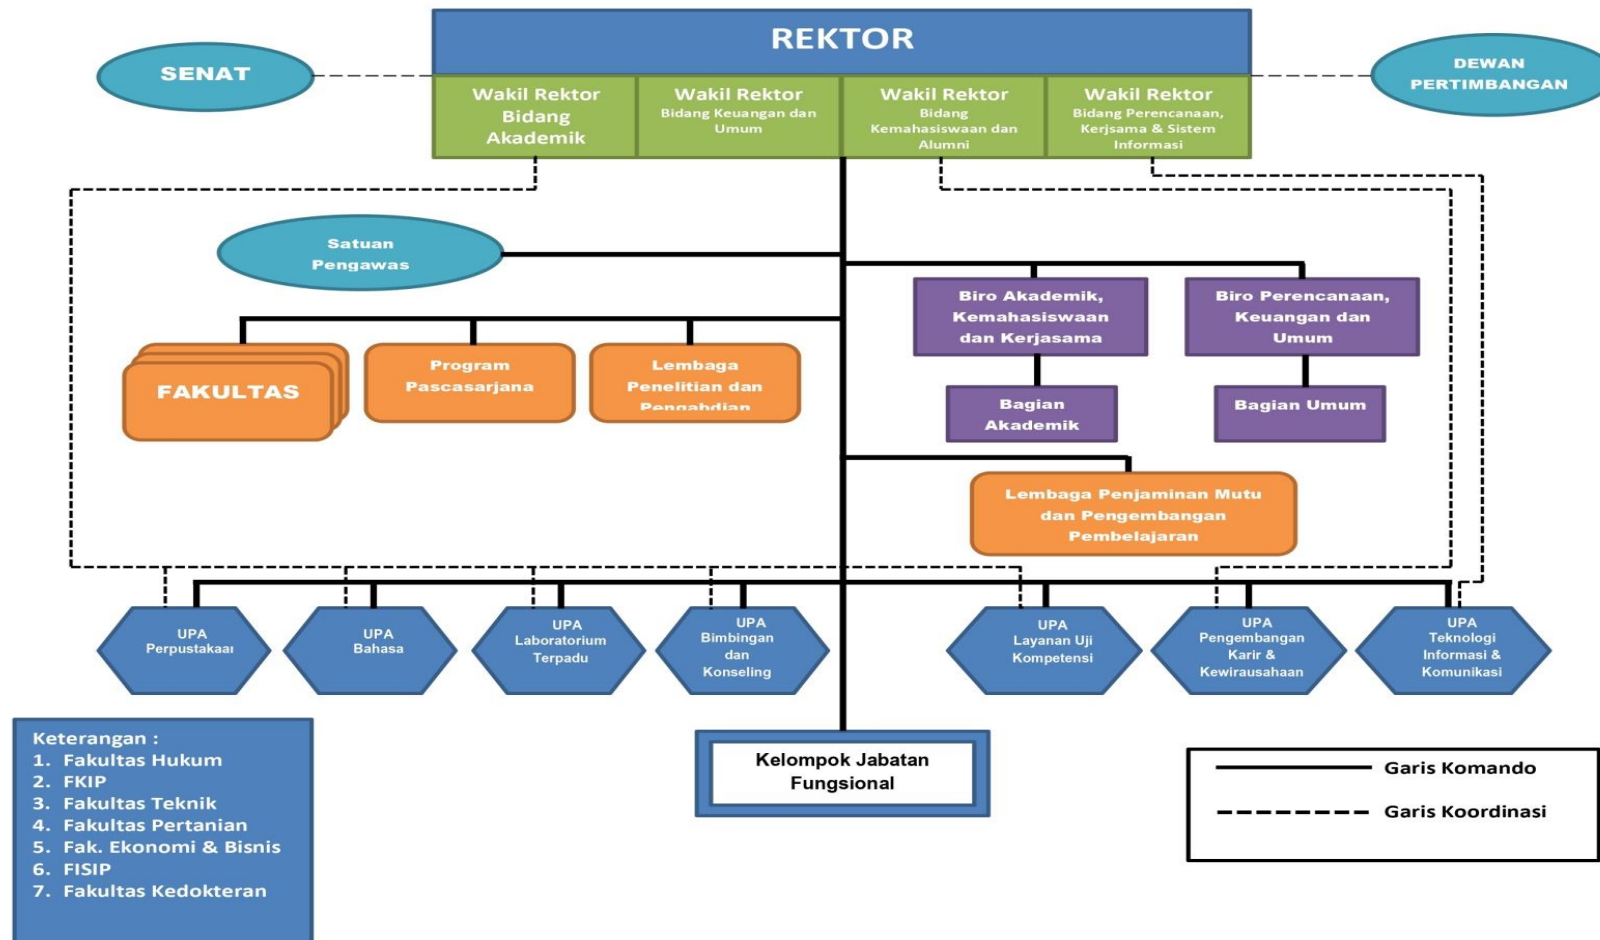 REKTOR
SENAT
DEWAN
PERTIMBANGAN
Wakil Rektor
Bidang
Akademik
Wakil Rektor
Bidang Keuangan dan
Umum
Wakil Rektor
Bidang
Kemahasiswaan dan
Alumni
Wakil Rektor
Bidang Perencanaan,
Kerjsama & Sistem
Informasi
Satuan
Pengawas
Biro Akademik,
Kemahasiswaan
dan Kerjasama
Biro Perencanaan,
Keuangan dan
Umum
FAKULTAS
Program
Pascasarjana
Lembaga
Penelitian dan
Pengabdian
Bagian
Akademik
Bagian Umum
Lembaga Penjaminan Mutu
dan Pengembangan
Pembelajaran
UPA
Perpustakaan
UPA
Bahasa
UPA
Laboratorium
Terpadu
UPA
Bimbingan
dan
Konseling
UPA
Layanan Uji
Kompetensi
UPA
Pengembangan
Karir &
Kewirausahaan
UPA
Teknologi
Informasi &
Komunikasi
Keterangan :
1. Fakultas Hukum
2. FKIP
3. Fakultas Teknik
4. Fakultas Pertanian
5. Fak. Ekonomi & Bisnis
6. FISIP
7. Fakultas Kedokteran
Kelompok Jabatan
Fungsional
Garis Komando
Garis Koordinasi